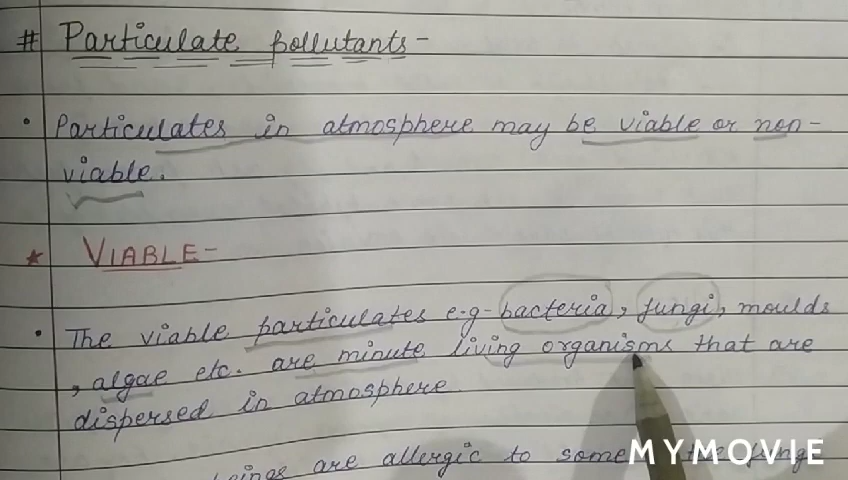 # Particulate pollutants-
• Particulates in atmosphere may be viable or non-
viable.
* VIABLE-
• The viable particulates e.g- bacteria, fungi, moulds
, algae etc. are minute living organisms that are
dispersed in atmosphere
are allergic to some
MYMOVIE